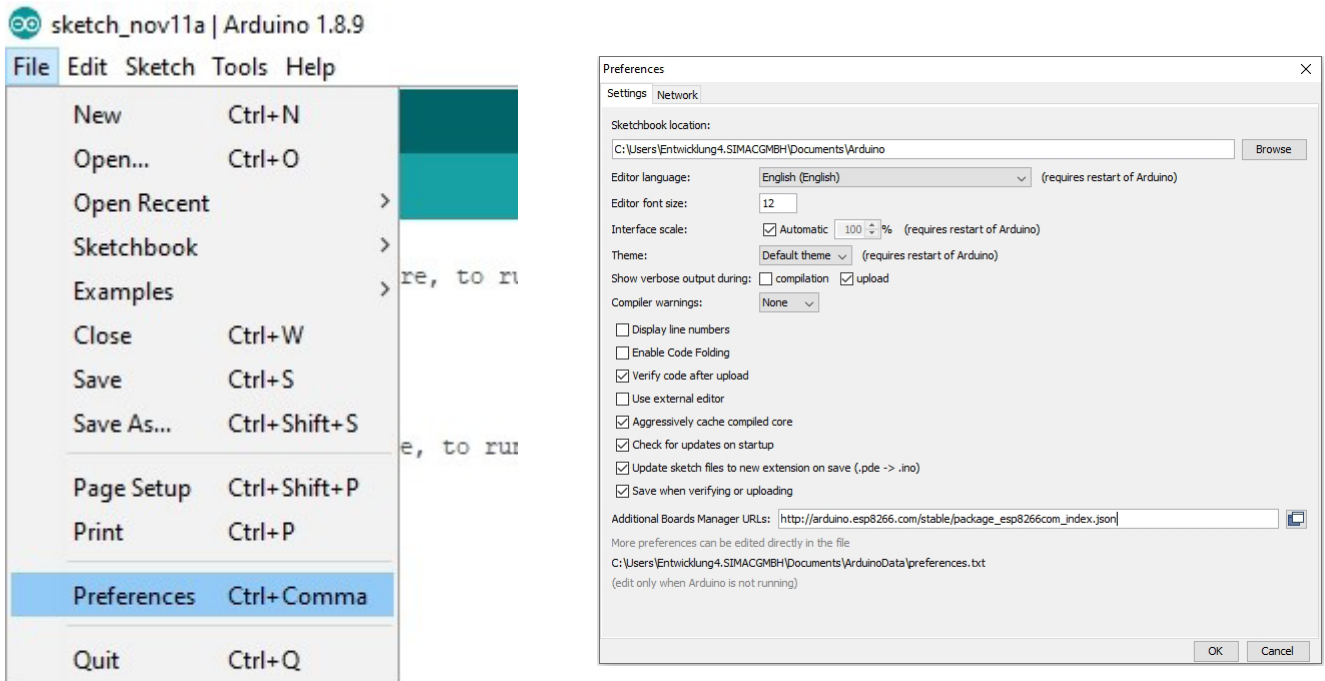 sketch_nov11a | Arduino 1.8.9
File Edit Sketch Tools Help
New Ctrl+N
Open... Ctrl+O
Open Recent
Sketchbook
Examples
Close Ctrl+W
Save Ctrl+S
Save As... Ctrl+Shift+S
Page Setup Ctrl+Shift+P
Print Ctrl+P
Preferences Ctrl+Comma
Quit Ctrl+Q
re, to ru
e, to run
Preferences
Settings Network
Sketchbook location:
C:\Users\Entwicklung4.SIMACGMBH\Documents\Arduino Browse
Editor language: English (English) (requires restart of Arduino)
Editor font size: 12
Interface scale: Automatic 100 % (requires restart of Arduino)
Theme: Default theme (requires restart of Arduino)
Show verbose output during: compilation upload
Compiler warnings: None
Display line numbers
Enable Code Folding
Verify code after upload
Use external editor
Aggressively cache compiled core
Check for updates on startup
Update sketch files to new extension on save (.pde -> .ino)
Save when verifying or uploading
Additional Boards Manager URLs: http://arduino.esp8266.com/stable/package_esp8266com_index.json
More preferences can be edited directly in the file
C:\Users\Entwicklung4.SIMACGMBH\Documents\ArduinoData\preferences.txt
(edit only when Arduino is not running)
OK Cancel